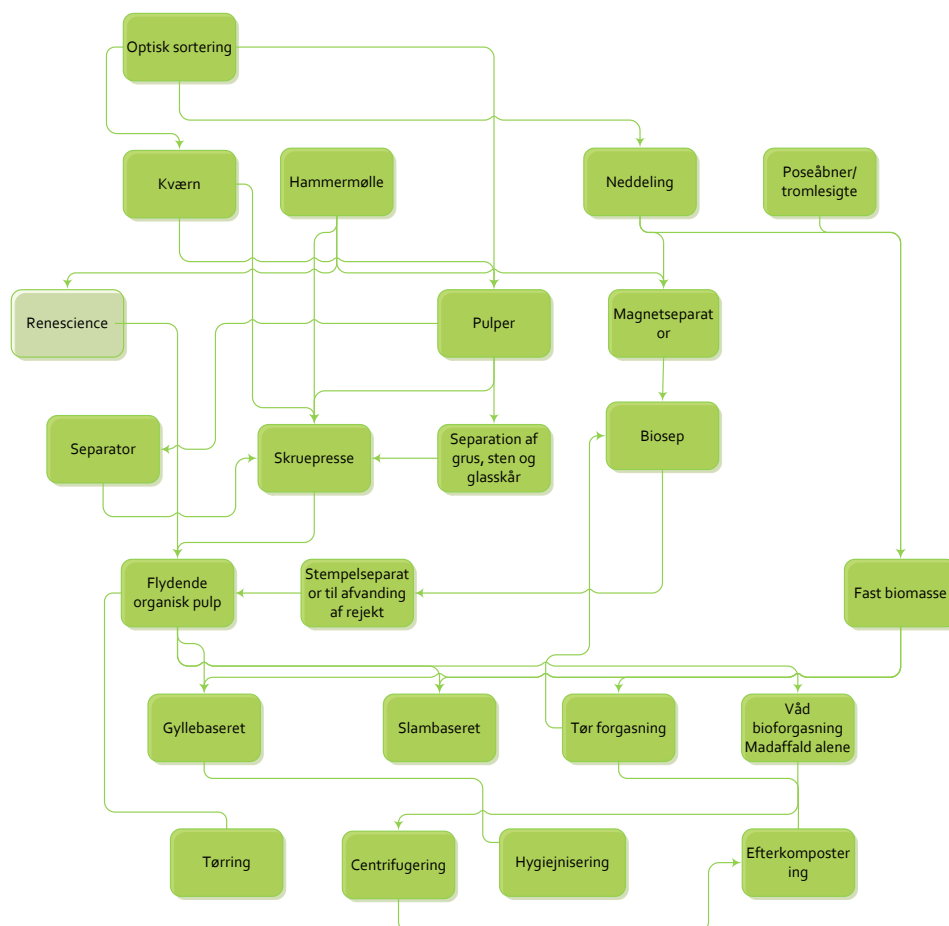 Optisk sortering
Kværn
Hammermølle
Neddeling
Poseåbner/
tromlesigte
Renescience
Pulper
Magnetseparat
or
Separator
Skruepresse
Separation af
grus, sten og
glasskår
Biosep
Flydende
organisk pulp
Stempelseparat
or til afvanding
af rejekt
Fast biomasse
Gyllebaseret
Slambaseret
Tør forgasning
Våd
bioforgasning
Madaffald alene
Tørring
Centrifugering
Hygiejnisering
Efterkomposter
ing